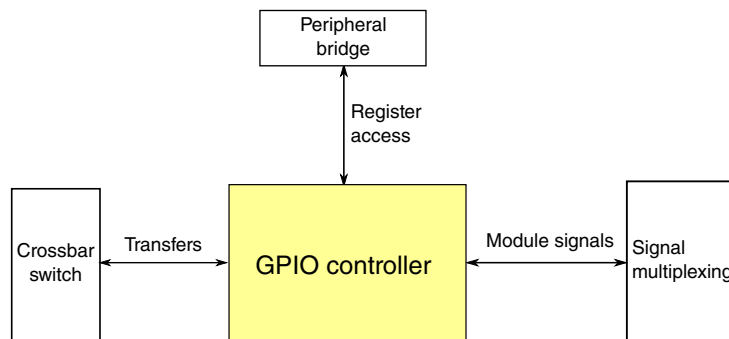 Peripheral
bridge
Register
access
Crossbar
switch
Transfers
GPIO controller
Module signals
Signal
multiplexing